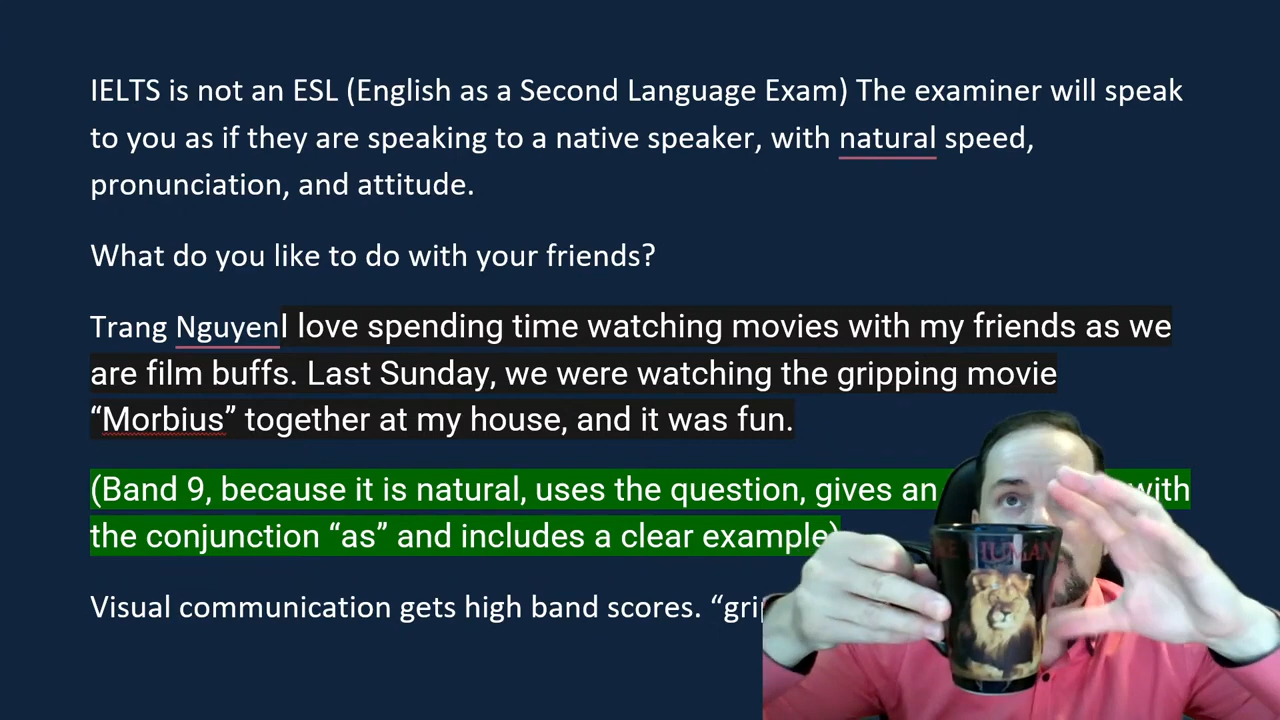 IELTS is not an ESL (English as a Second Language Exam) The examiner will speak
to you as if they are speaking to a native speaker, with natural speed,
pronunciation, and attitude.
What do you like to do with your friends?
Trang NguyenI love spending time watching movies with my friends as we
are film buffs. Last Sunday, we were watching the gripping movie
“Morbius” together at my house, and it was fun.
(Band 9, because it is natural, uses the question, gives an with
the conjunction “as” and includes a clear example)
Visual communication gets high band scores. “grip
HUMAN